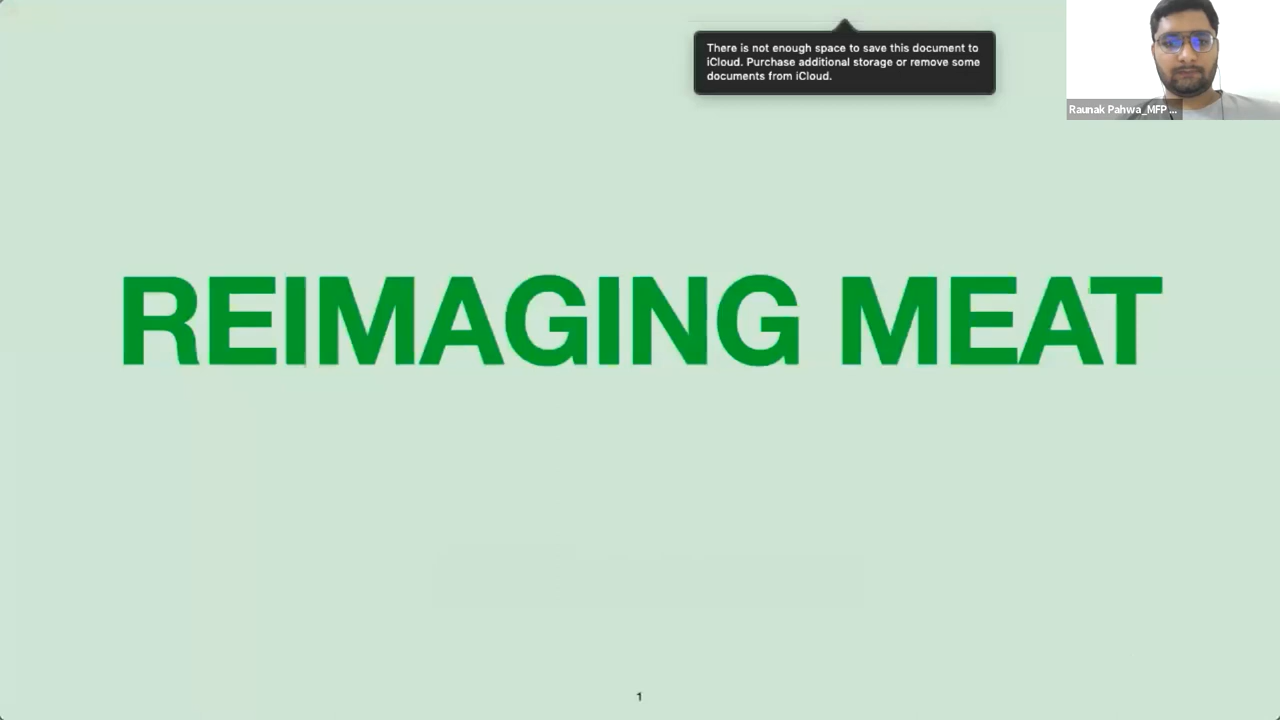 There is not enough space to save this document to
iCloud. Purchase additional storage or remove some
documents from iCloud.
Raunak Pahwa_MFP ...
REIMAGING MEAT
1